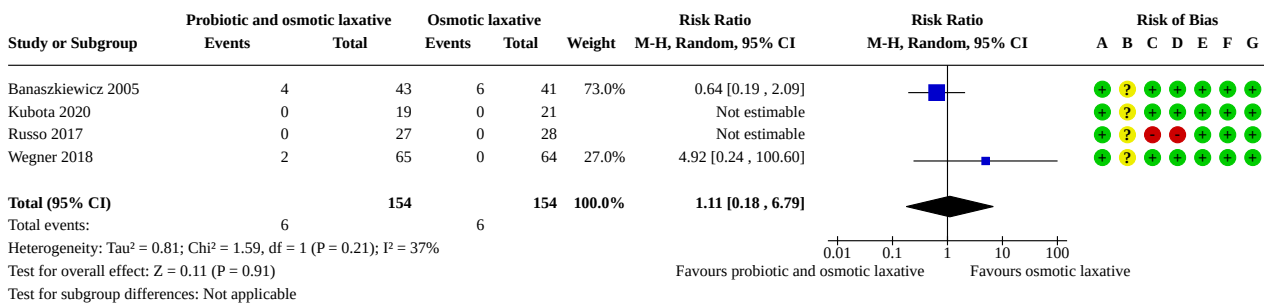 Probiotic and osmotic laxative Osmotic laxative Risk Ratio Risk Ratio Risk of Bias
Study or Subgroup Events Total Events Total Weight M-H, Random, 95% CI M-H, Random, 95% CI A B C D E F G
Banaszkiewicz 2005 4 43 6 41 73.0% 0.64 [0.19 , 2.09] + ? + + + + +
Kubota 2020 0 19 0 21 Not estimable + ? + + + + +
Russo 2017 0 27 0 28 Not estimable + ? - - + + +
Wegner 2018 2 65 0 64 27.0% 4.92 [0.24 , 100.60] + ? + + + + +
Total (95% CI) 154 154 100.0% 1.11 [0.18 , 6.79]
Total events: 6 6
Heterogeneity: Tau² = 0.81; Chi² = 1.59, df = 1 (P = 0.21); I² = 37%
0.01 0.1 1 10 100
Test for overall effect: Z = 0.11 (P = 0.91) Favours probiotic and osmotic laxative Favours osmotic laxative
Test for subgroup differences: Not applicable